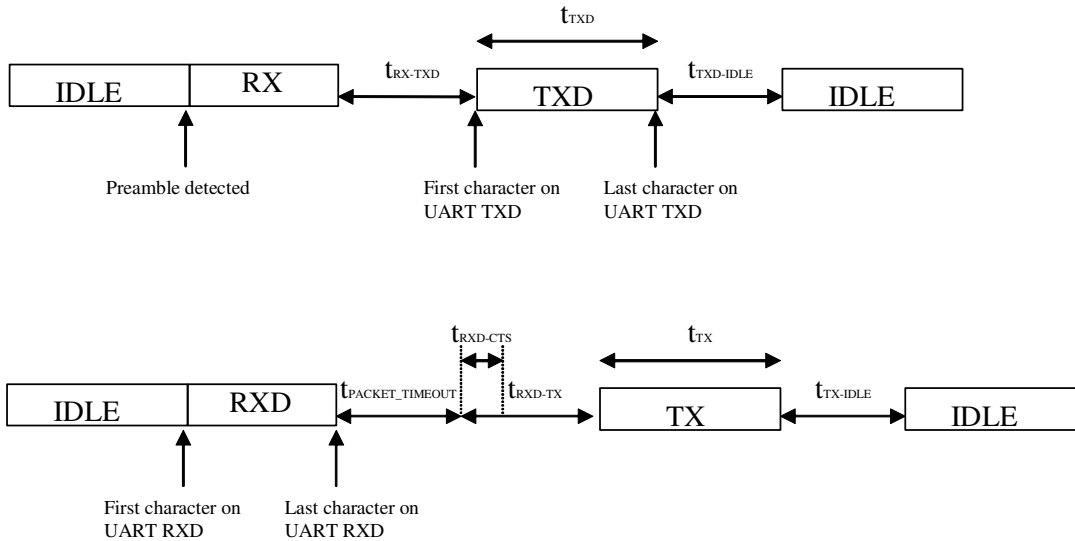 tTXD
IDLE
RX
tRX-TXD
TXD
tTXD-IDLE
IDLE
Preamble detected
First character on
UART TXD
Last character on
UART TXD
tRXD-CTS
tTX
IDLE
RXD
tPACKET_TIMEOUT
tRXD-TX
TX
tTX-IDLE
IDLE
First character on
UART RXD
Last character on
UART RXD